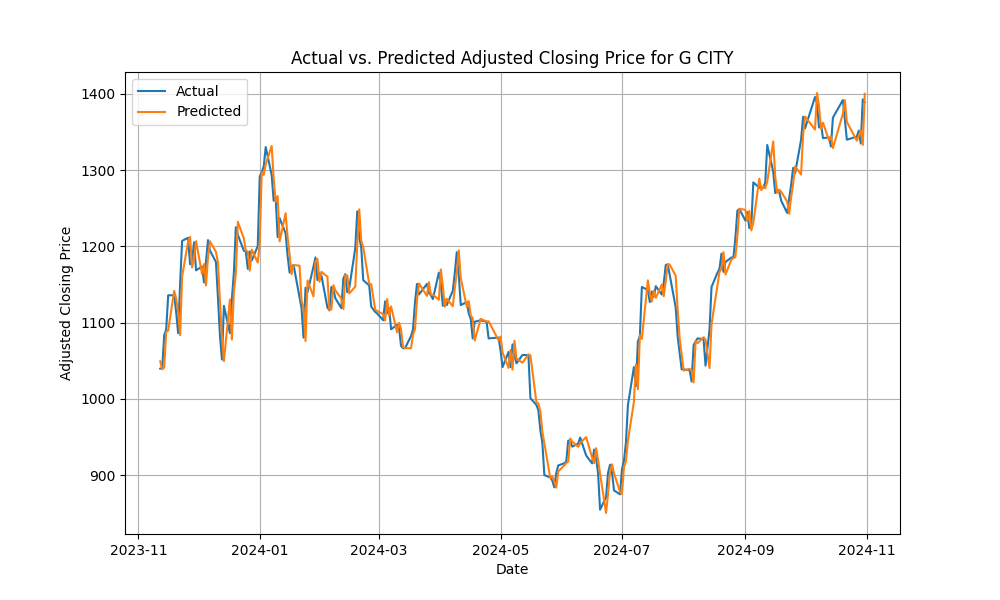 Actual vs. Predicted Adjusted Closing Price for G CITY
Actual
Predicted
Adjusted Closing Price
1400
1300
1200
1100
1000
900
2023-11
2024-01
2024-03
2024-05
2024-07
2024-09
2024-11
Date